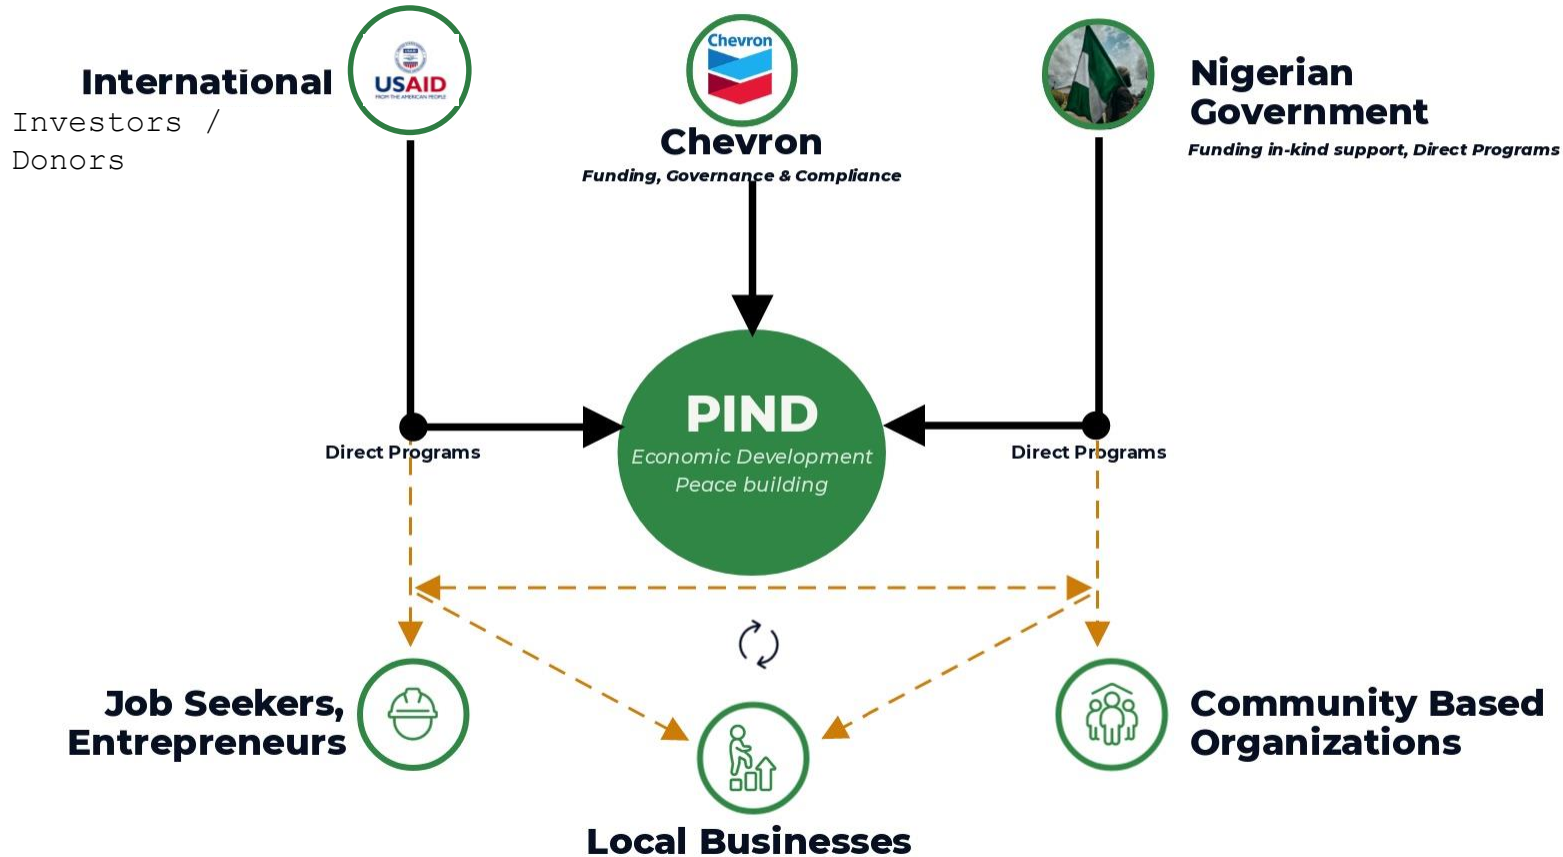 International
Investors /
Donors
USAID
FROM THE AMERICAN PEOPLE
Chevron
Chevron
Funding, Governance & Compliance
Nigerian
Government
Funding in-kind support, Direct Programs
PIND
Economic Development
Peace building
Direct Programs
Direct Programs
Job Seekers,
Entrepreneurs
Local Businesses
Community Based
Organizations